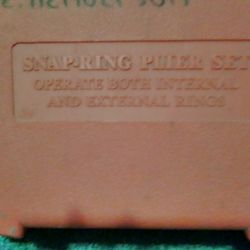 SNAP-RING PLIER SET
OPERATE BOTH INTERNAL
AND EXTERNAL RINGS